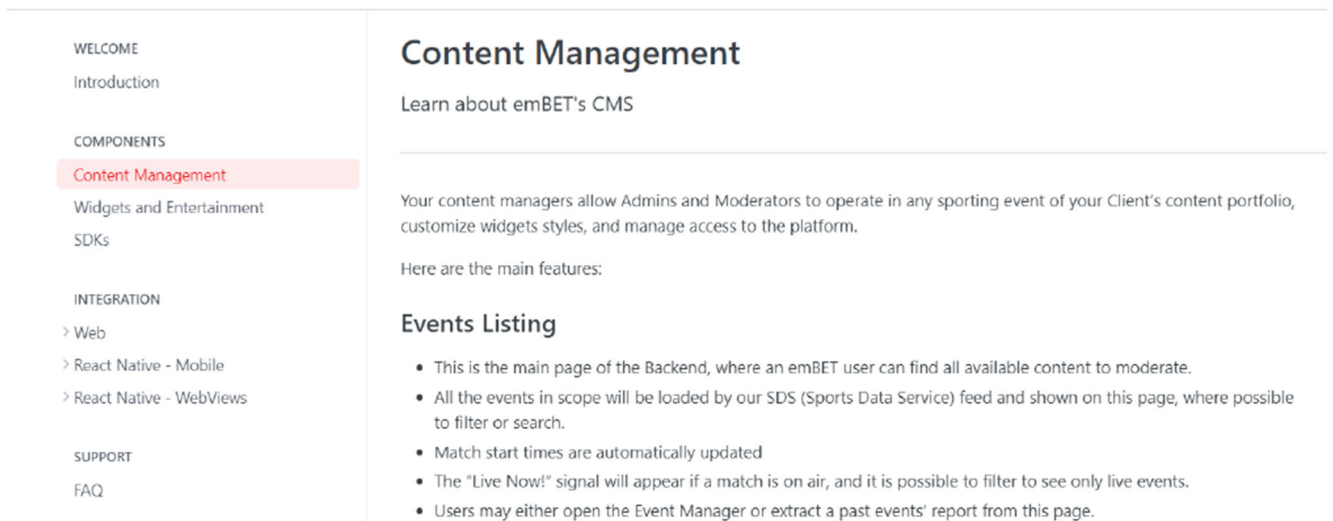 WELCOME
Introduction
COMPONENTS
Content Management
Widgets and Entertainment
SDKs
INTEGRATION
Web
React Native - Mobile
React Native - WebViews
SUPPORT
FAQ
Content Management
Learn about emBET's CMS
Your content managers allow Admins and Moderators to operate in any sporting event of your Client's content portfolio,
customize widgets styles, and manage access to the platform.
Here are the main features:
Events Listing
• This is the main page of the Backend, where an emBET user can find all available content to moderate.
• All the events in scope will be loaded by our SDS (Sports Data Service) feed and shown on this page, where possible
to filter or search.
• Match start times are automatically updated
• The "Live Now!" signal will appear if a match is on air, and it is possible to filter to see only live events.
• Users may either open the Event Manager or extract a past events' report from this page.